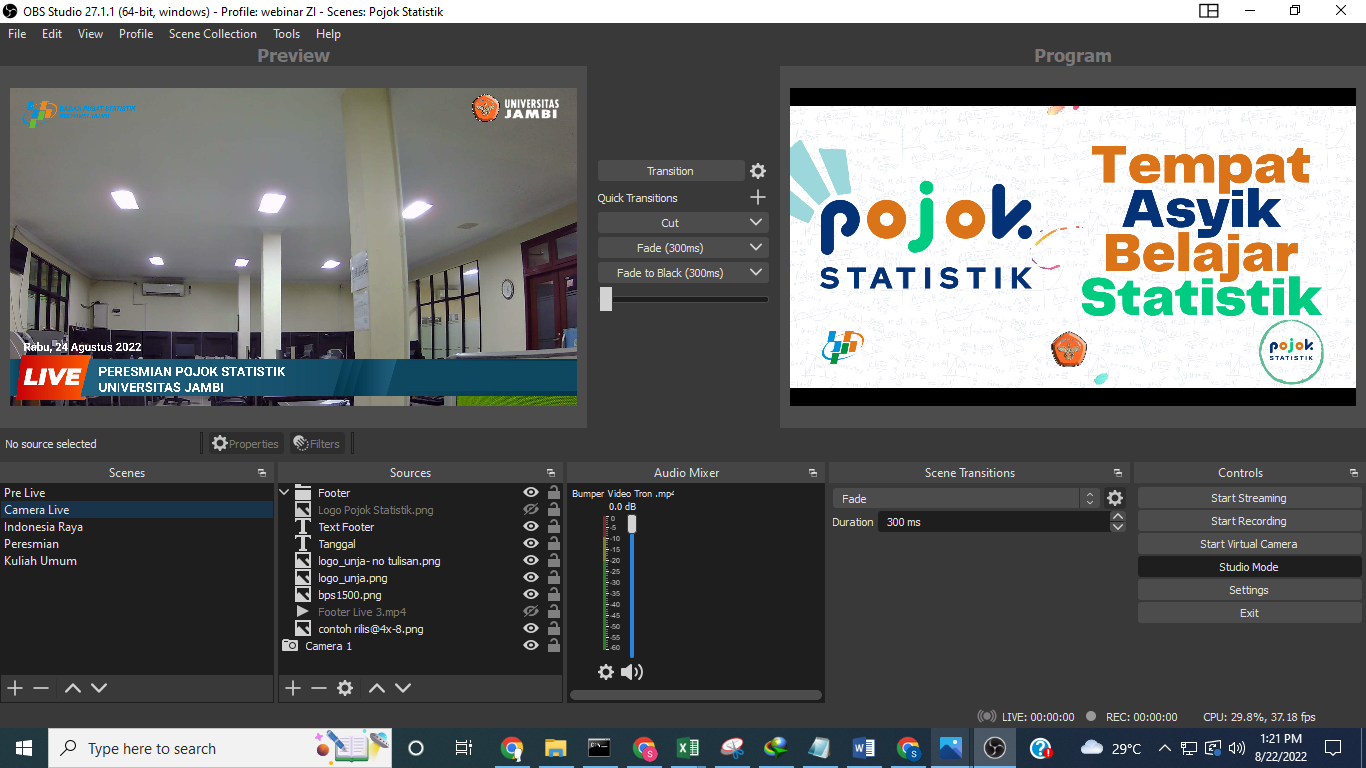 OBS Studio 27.1.1 (64-bit, windows) - Profile: webinar ZI - Scenes: Pojok Statistik
File Edit View Profile Scene Collection Tools Help
Preview
Program
UNIVERSITAS
JAMBI
Rabu, 24 Agustus 2022
LIVE
PERESMIAN POJOK STATISTIK
UNIVERSITAS JAMBI
Transition
Quick Transitions
Cut
Fade (300ms)
Fade to Black (300ms)
pojok
STATISTIK
Tempat
Asyik
Belajar
Statistik
pojok
STATISTIK
No source selected
Properties
Filters
Scenes
Pre Live
Camera Live
Indonesia Raya
Peresmian
Kuliah Umum
Sources
Footer
Logo Pojok Statistik.png
Text Footer
Tanggal
logo_unja- no tulisan.png
logo_unja.png
bps1500.png
Footer Live 3.mp4
contoh rilis@4x-8.png
Camera 1
Audio Mixer
Bumper Video Tron .mp4
0.0 dB
0
-5
-10
-15
-20
-25
-30
-35
-40
-45
-50
-55
-60
Scene Transitions
Fade
Duration 300 ms
Controls
Start Streaming
Start Recording
Start Virtual Camera
Studio Mode
Settings
Exit
LIVE: 00:00:00 REC: 00:00:00 CPU: 29.8%, 37.18 fps
Type here to search
29°C
1:21 PM
8/22/2022